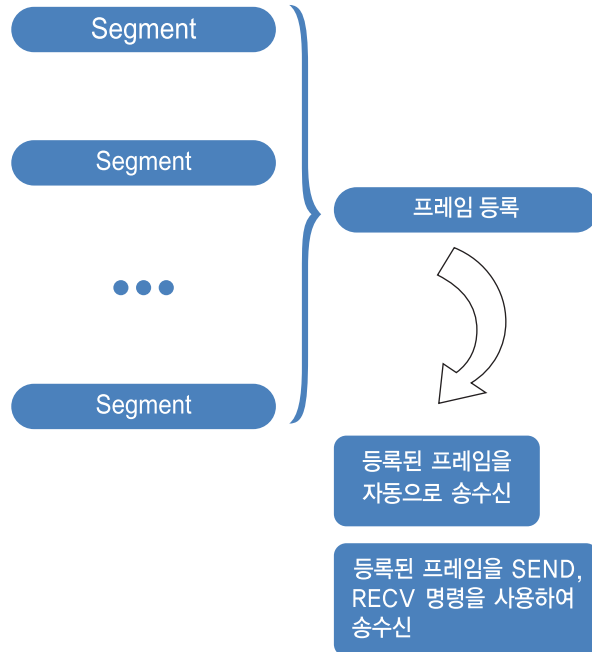 Segment
Segment
Segment
프레임 등록
등록된 프레임을
자동으로 송수신
등록된 프레임을 SEND,
RECV 명령을 사용하여
송수신